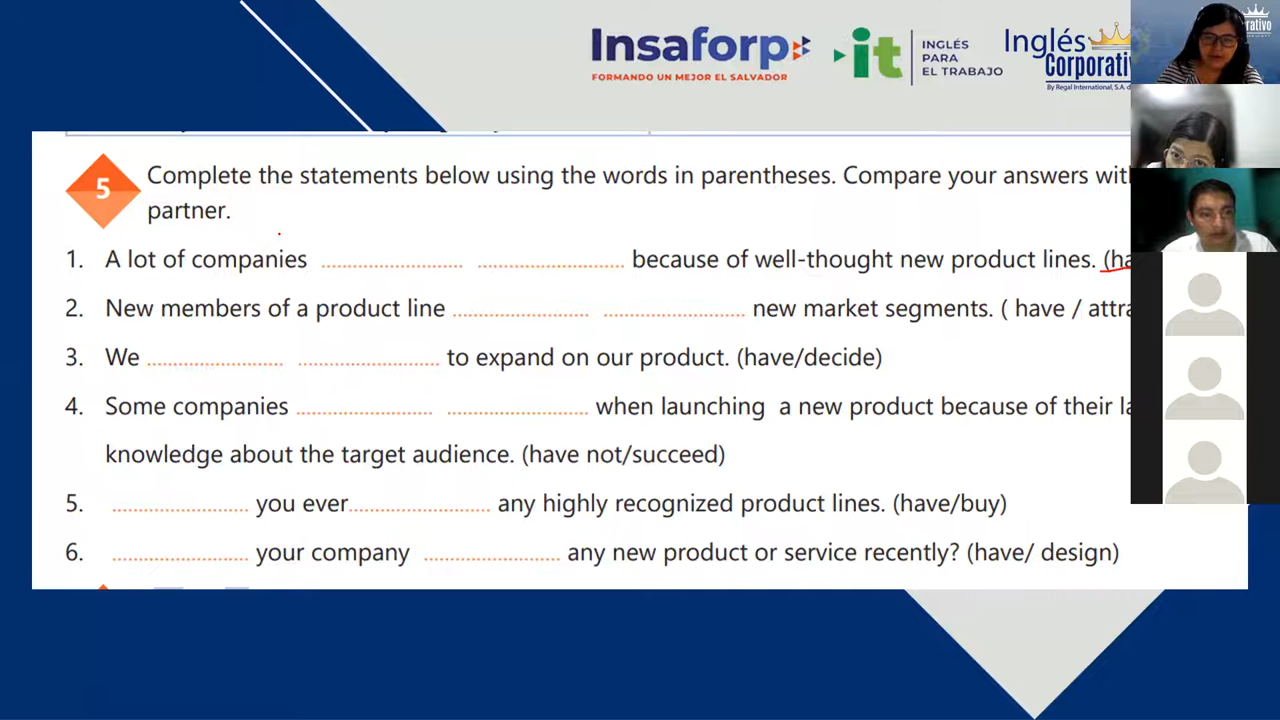 Insaforp
FORMANDO UN MEJOR EL SALVADOR
it
INGLÉS
PARA
EL TRABAJO
Inglés
Corporativ
By Regal International, S.A. d
rativo
5
Complete the statements below using the words in parentheses. Compare your answers wit
partner.
1. A lot of companies ............................ ............................ because of well-thought new product lines. (ha
2. New members of a product line ............................ ............................ new market segments. ( have / attra
3. We ............................ ............................ to expand on our product. (have/decide)
4. Some companies ............................ ............................ when launching a new product because of their la
knowledge about the target audience. (have not/succeed)
5. ............................ you ever............................ any highly recognized product lines. (have/buy)
6. ............................ your company ............................ any new product or service recently? (have/ design)